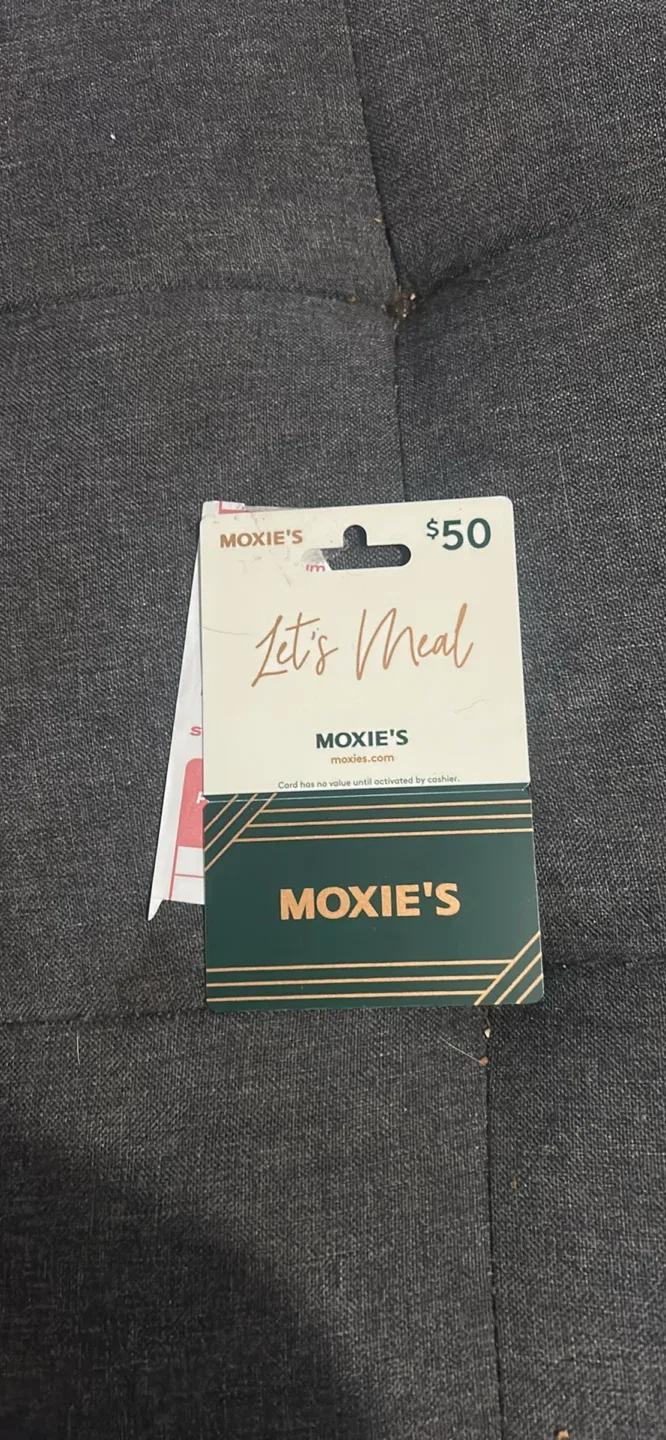 MOXIE'S
$50
Let's Meal
MOXIE'S
moxies.com
Card has no value until activated by cashier.
MOXIE'S